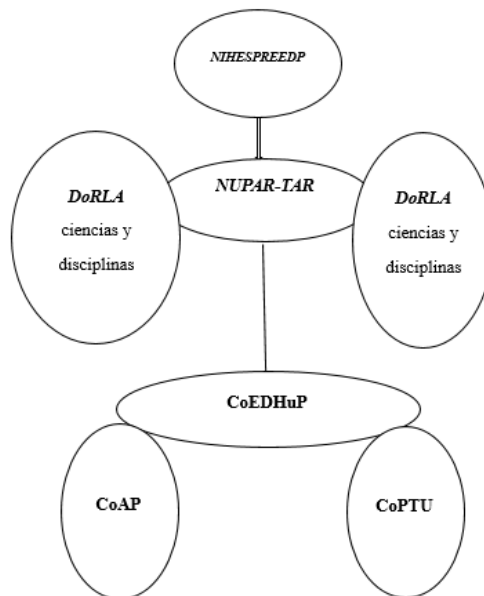 NIHESPREEDP
NUPAR-TAR
DoRLA
ciencias y
disciplinas
DoRLA
ciencias y
disciplinas
CoEDHuP
CoAP
CoPTU